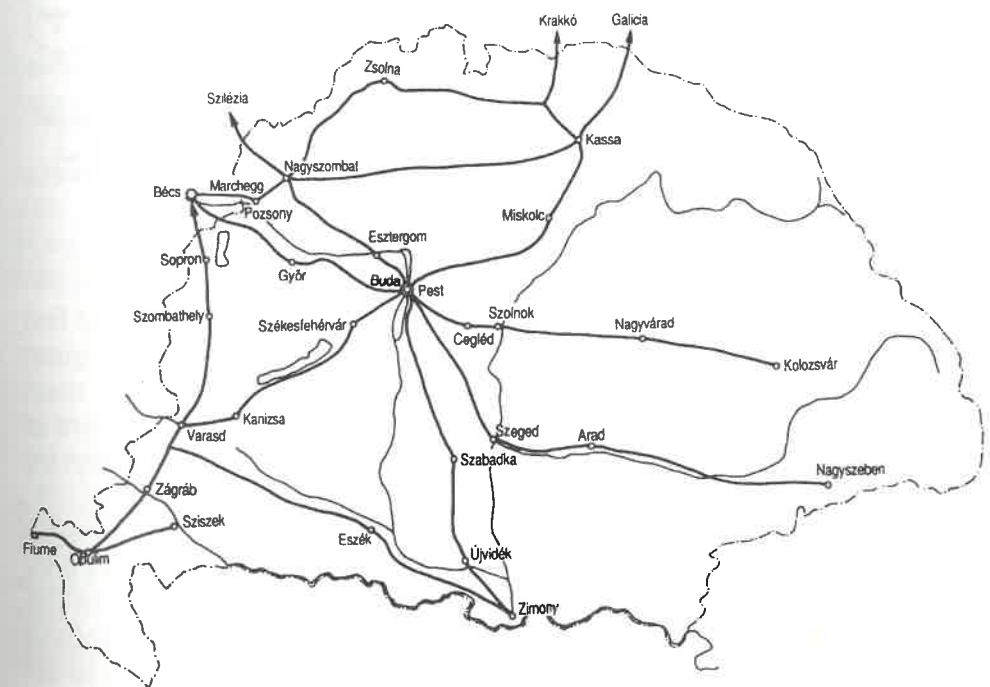 Krakkó
Galicia
Zsolna
Szilézia
Kassa
Nagyszombat
Marchegg
Bécs
Pozsony
Miskolc
Esztergom
Sopron
Győr
Buda
Pest
Szombathely
Székesfehérvár
Szolnok
Cegléd
Nagyvárad
Kolozsvár
Kanizsa
Varasd
Szeged
Arad
Szabadka
Nagyszeben
Zágráb
Sziszek
Eszék
Fiume
Újvidék
Zimony